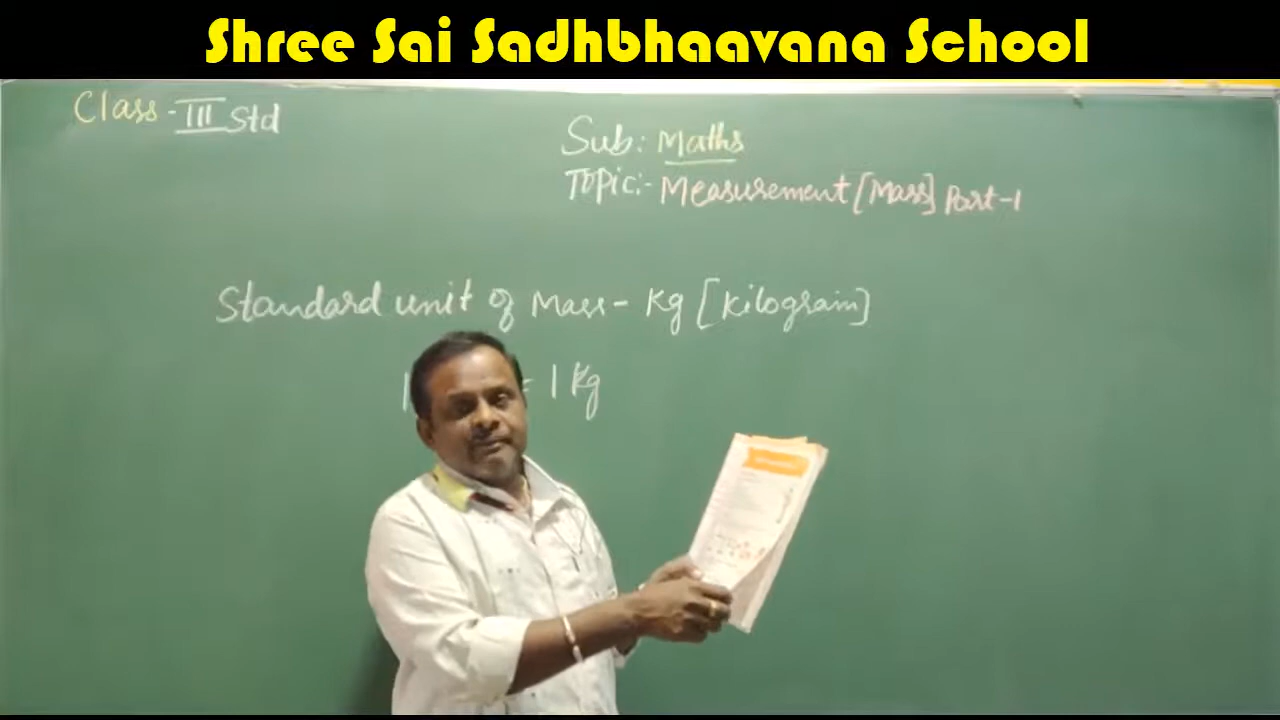 Shree Sai Sadhbhaavana School
Class - III Std
Sub: Maths
Topic:- Measurement [Mass] Part-1
Standard unit of Mass - Kg [Kilogram]
1 = 1 Kg